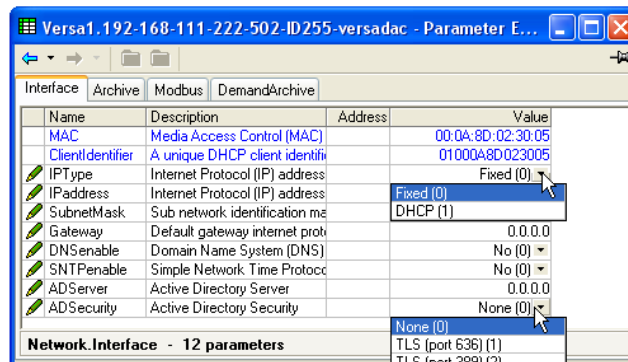 Versa1.192-168-111-222-502-ID255-versadac - Parameter E...
Interface Archive Modbus DemandArchive
Name Description Address Value
MAC Media Access Control (MAC) 00:0A:8D:02:30:05
ClientIdentifier A unique DHCP client identifi 01000A8D023005
IPType Internet Protocol (IP) address Fixed (0)
IPaddress Internet Protocol (IP) address Fixed (0)
SubnetMask Sub network identification ma DHCP (1)
Gateway Default gateway internet prot 0.0.0.0
DNSenable Domain Name System (DNS) No (0)
SNTPenable Simple Network Time Protoco No (0)
ADServer Active Directory Server 0.0.0.0
ADSecurity Active Directory Security None (0)
None (0)
Network.Interface - 12 parameters TLS (port 636) (1)
TLS (port 389) (2)